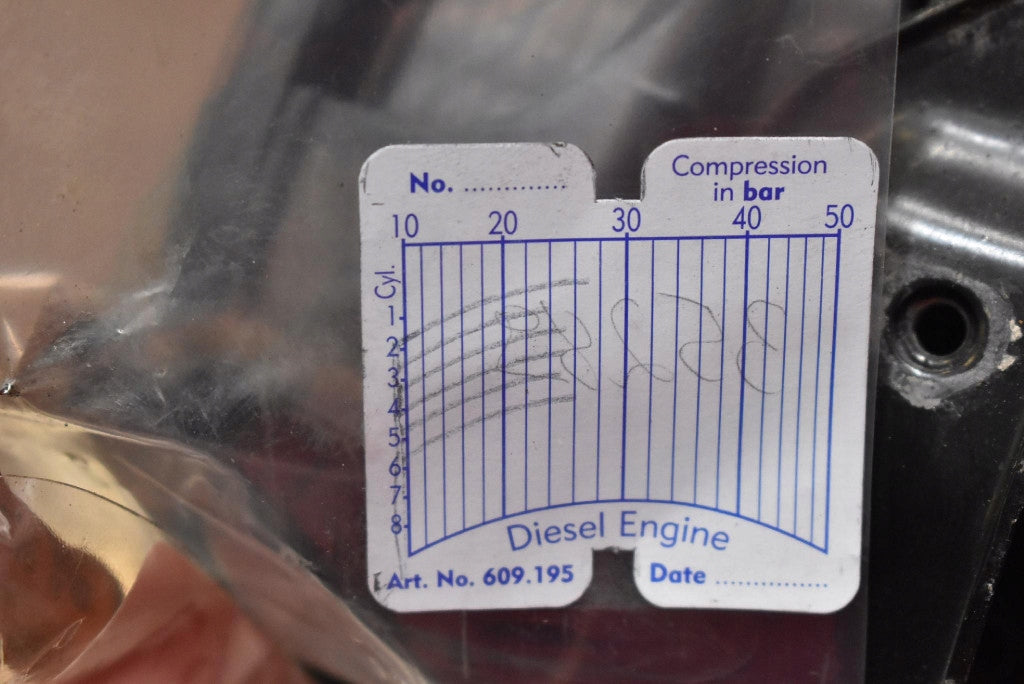 No. ..............
Compression
in bar
10 20 30 40 50
Cyl.
1
2
3
4
5
6
7
8
Diesel Engine
Art. No. 609.195
Date ...............